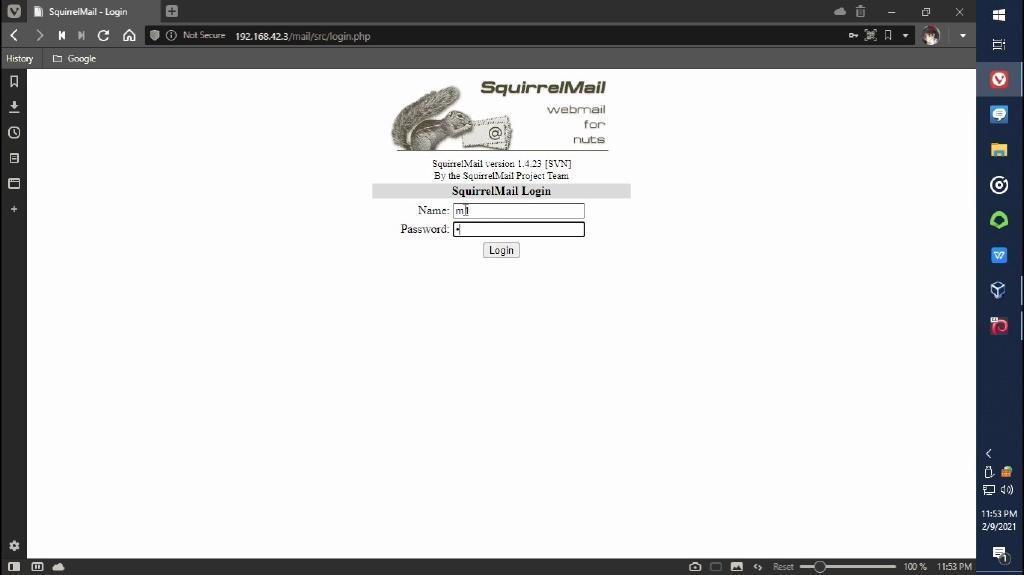 SquirrelMail - Login
Not Secure 192.168.42.3/mail/src/login.php
History Google
SquirrelMail
webmail
for
nuts
@
SquirrelMail version 1.4.23 [SVN]
By the SquirrelMail Project Team
SquirrelMail Login
Name:
Password:
Login
11:53 PM
2/9/2021
Reset 100 % 11:53 PM